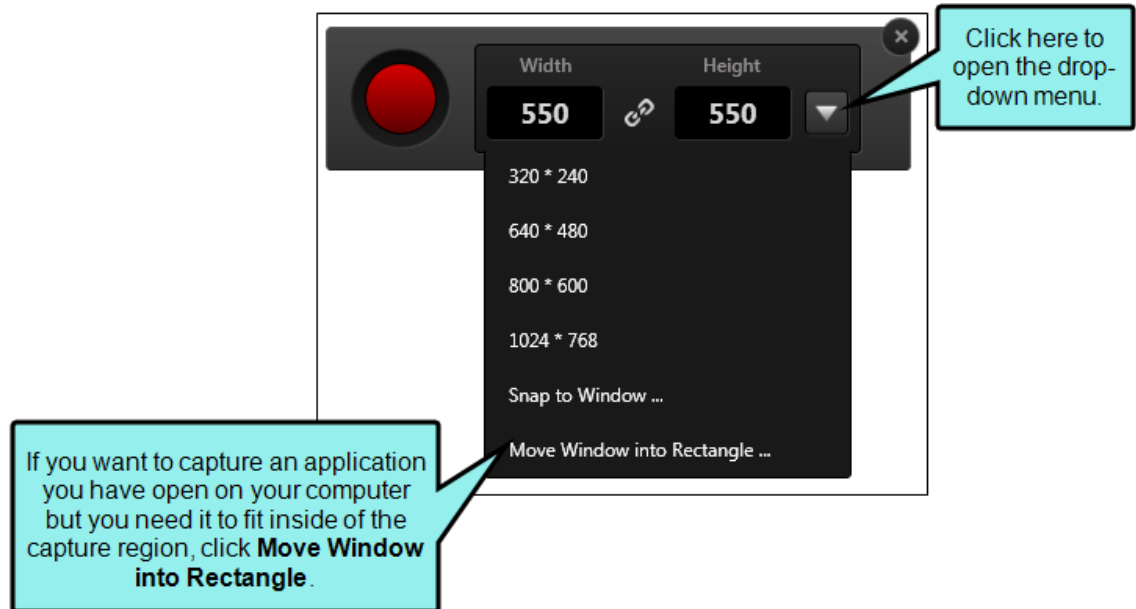 Click here to
open the drop-
down menu.
Width Height
550 550
320 * 240
640 * 480
800 * 600
1024 * 768
Snap to Window ...
Move Window into Rectangle ...
If you want to capture an application
you have open on your computer
but you need it to fit inside of the
capture region, click Move Window
into Rectangle.